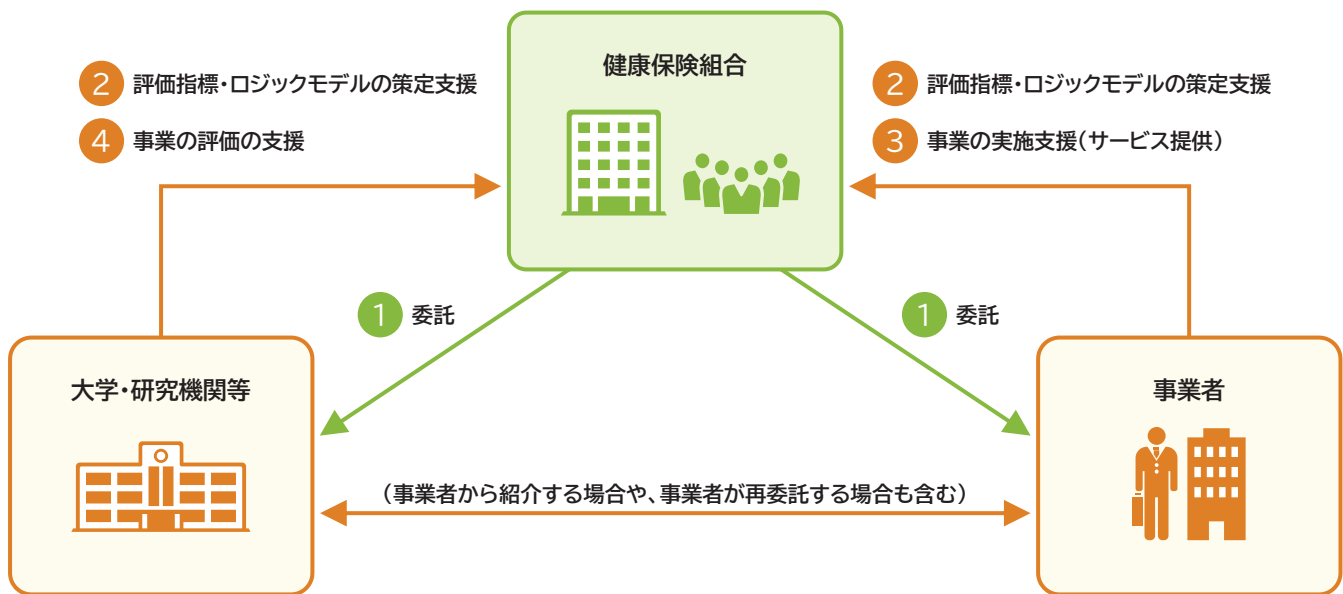 健康保険組合
2 評価指標・ロジックモデルの策定支援
4 事業の評価の支援
2 評価指標・ロジックモデルの策定支援
3 事業の実施支援（サービス提供）
1 委託
1 委託
大学・研究機関等
事業者
（事業者から紹介する場合や、事業者が再委託する場合も含む）